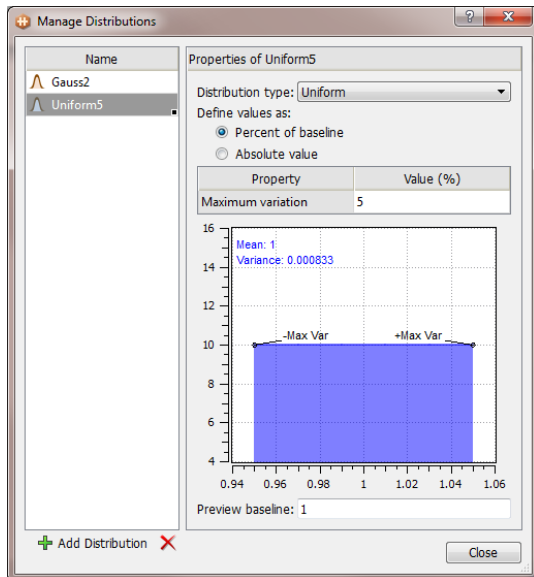 Manage Distributions
Name
Gauss2
Uniform5
Add Distribution
Properties of Uniform5
Distribution type: Uniform
Define values as:
Percent of baseline
Absolute value
Property Value (%)
Maximum variation 5
16
14
12
10
8
6
4
Mean: 1
Variance: 0.000833
-Max Var +Max Var
0.94 0.96 0.98 1 1.02 1.04 1.06
Preview baseline: 1
Close